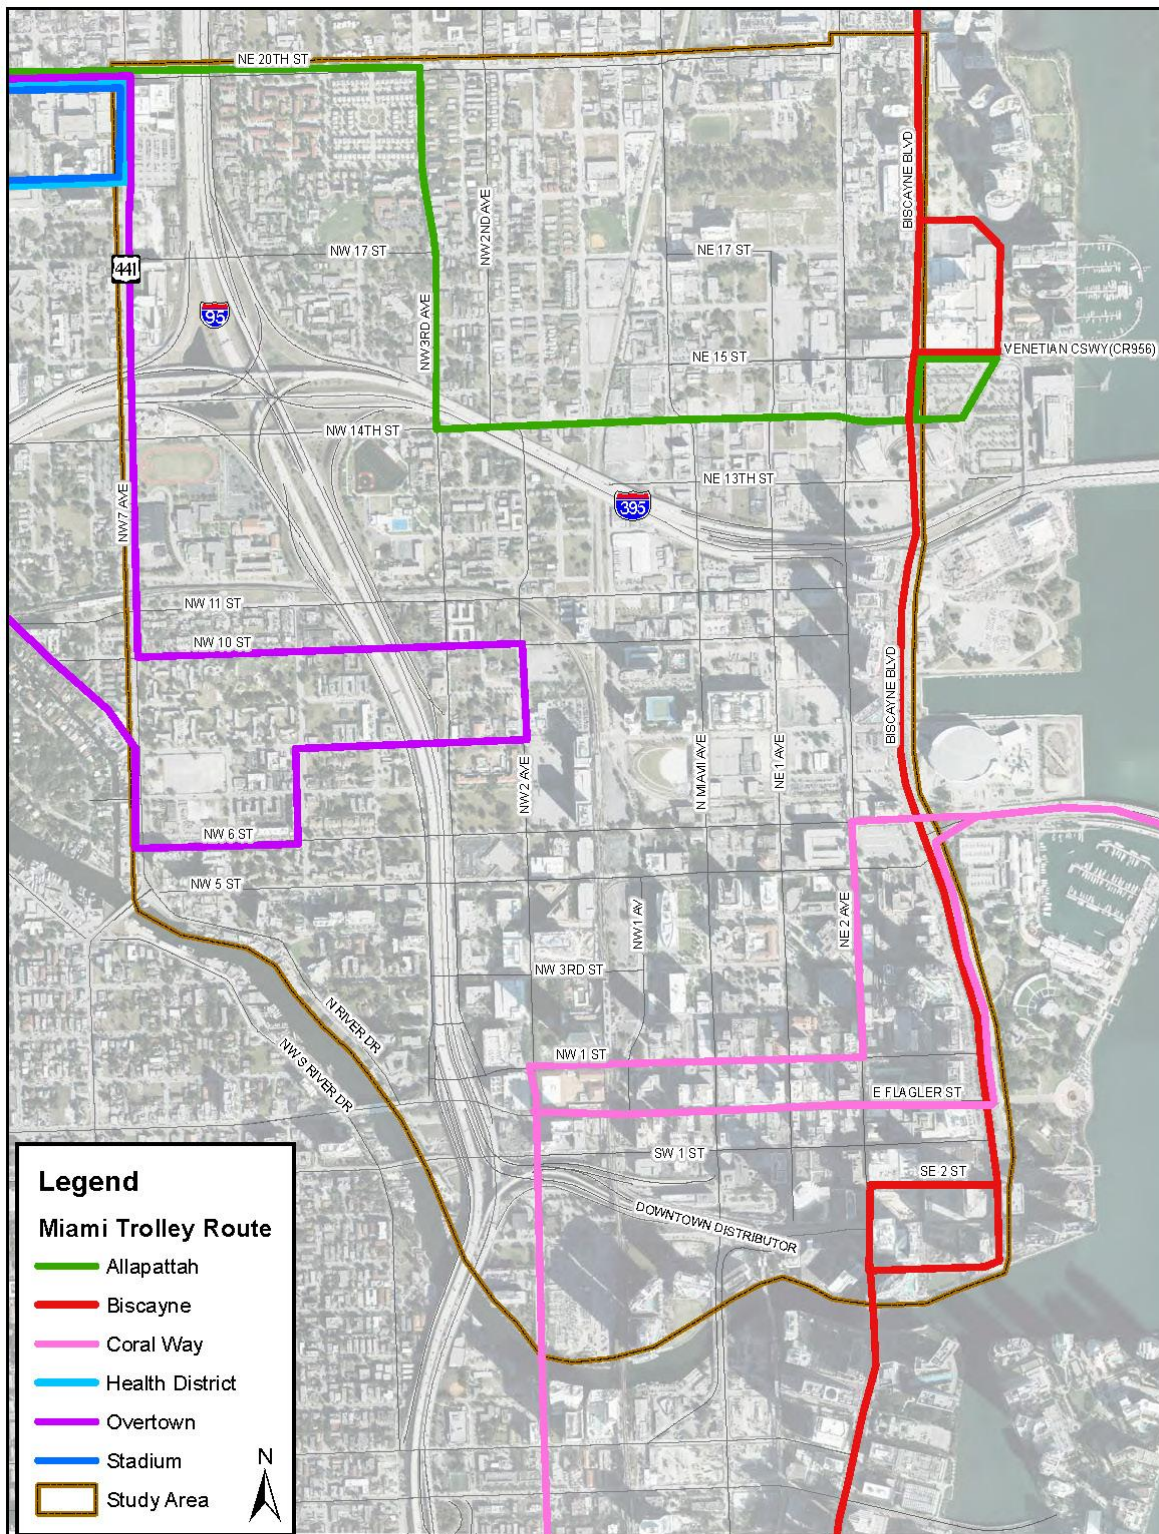 NE 20TH ST
BISCAYNE BLVD
NW 2ND AVE
NW 17 ST
NE 17 ST
441
95
NW 3RD AVE
NE 15 ST
VENETIAN CSWY(CR956)
NW 14TH ST
NE 13TH ST
NW 7 AVE
395
NW 11 ST
NW 10 ST
BISCAYNE BLVD
NW 2 AVE
N MIAMI AVE
NE 1 AVE
NW 6 ST
NW 5 ST
NW 1 AV
NE 2 AVE
NW 3RD ST
N RIVER DR
NW S RIVER DR
NW 1 ST
E FLAGLER ST
SW 1 ST
SE 2 ST
DOWNTOWN DISTRIBUTOR
Legend
Miami Trolley Route
Allapattah
Biscayne
Coral Way
Health District
Overtown
Stadium
Study Area
N